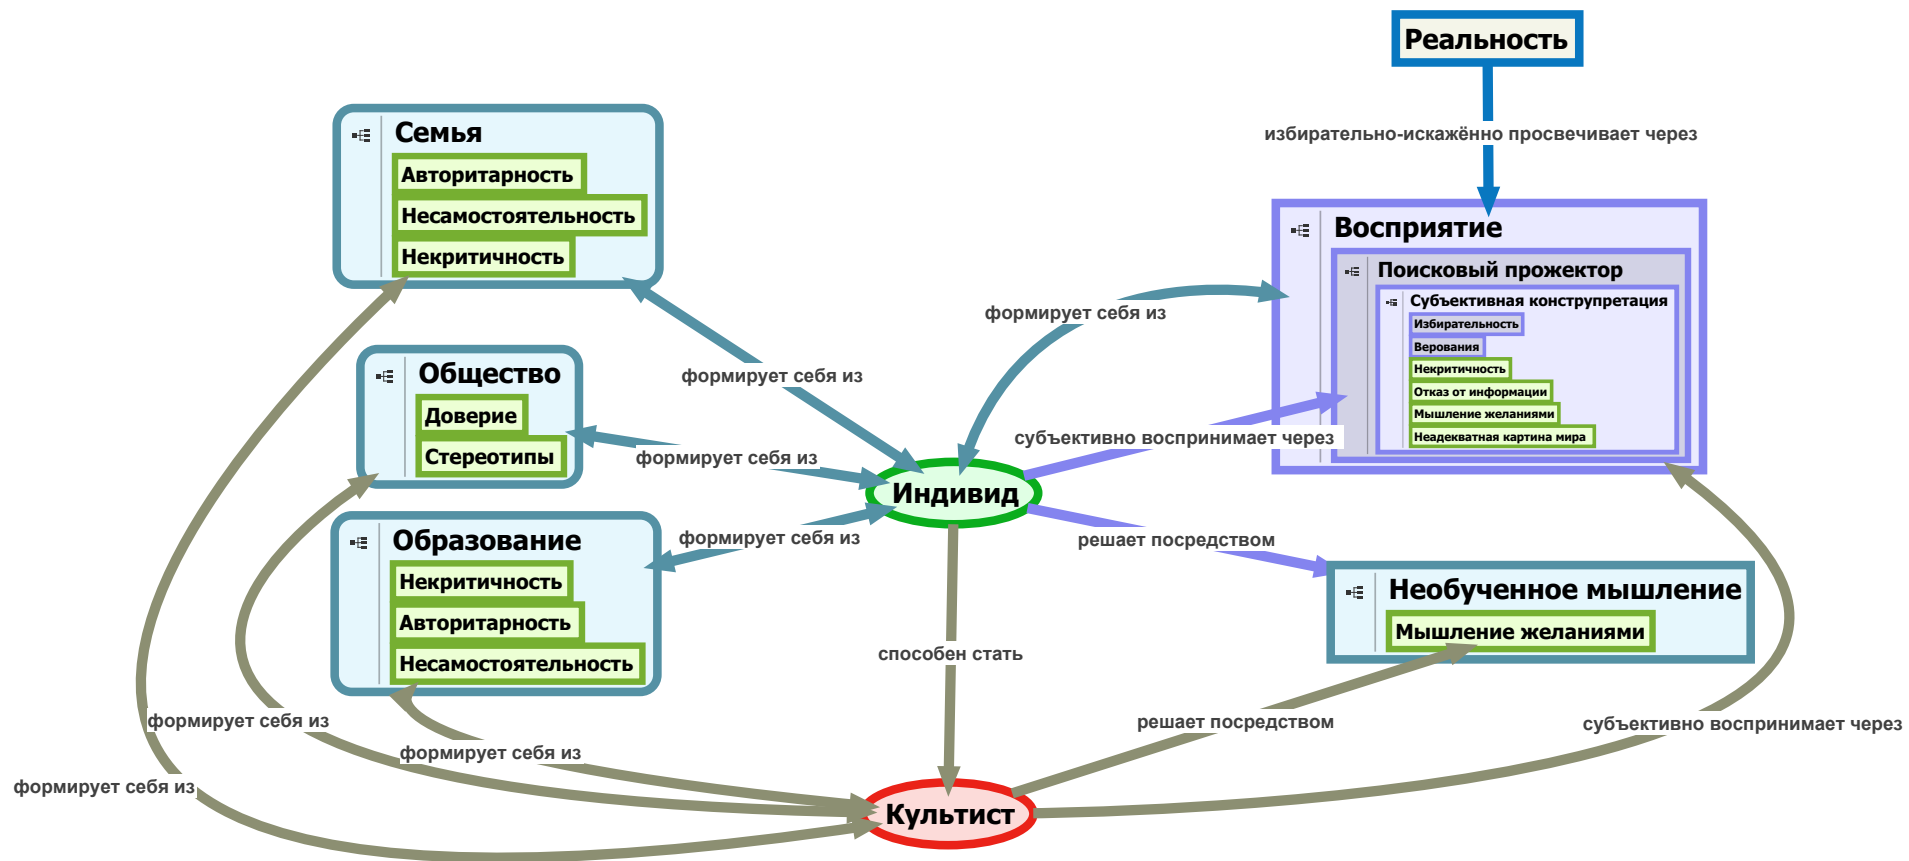 Реальность
избирательно-искажённо просвечивает через
Семья
Авторитарность
Несамостоятельность
Некритичность
Восприятие
Поисковый прожектор
Субъективная конструпретация
Избирательность
Верования
Некритичность
Отказ от информации
Мышление желаниями
Неадекватная картина мира
формирует себя из
формирует себя из
Общество
Доверие
Стереотипы
формирует себя из
субъективно воспринимает через
Индивид
Образование
Некритичность
Авторитарность
Несамостоятельность
формирует себя из
решает посредством
Необученное мышление
Мышление желаниями
способен стать
формирует себя из
формирует себя из
формирует себя из
решает посредством
субъективно воспринимает через
Культист